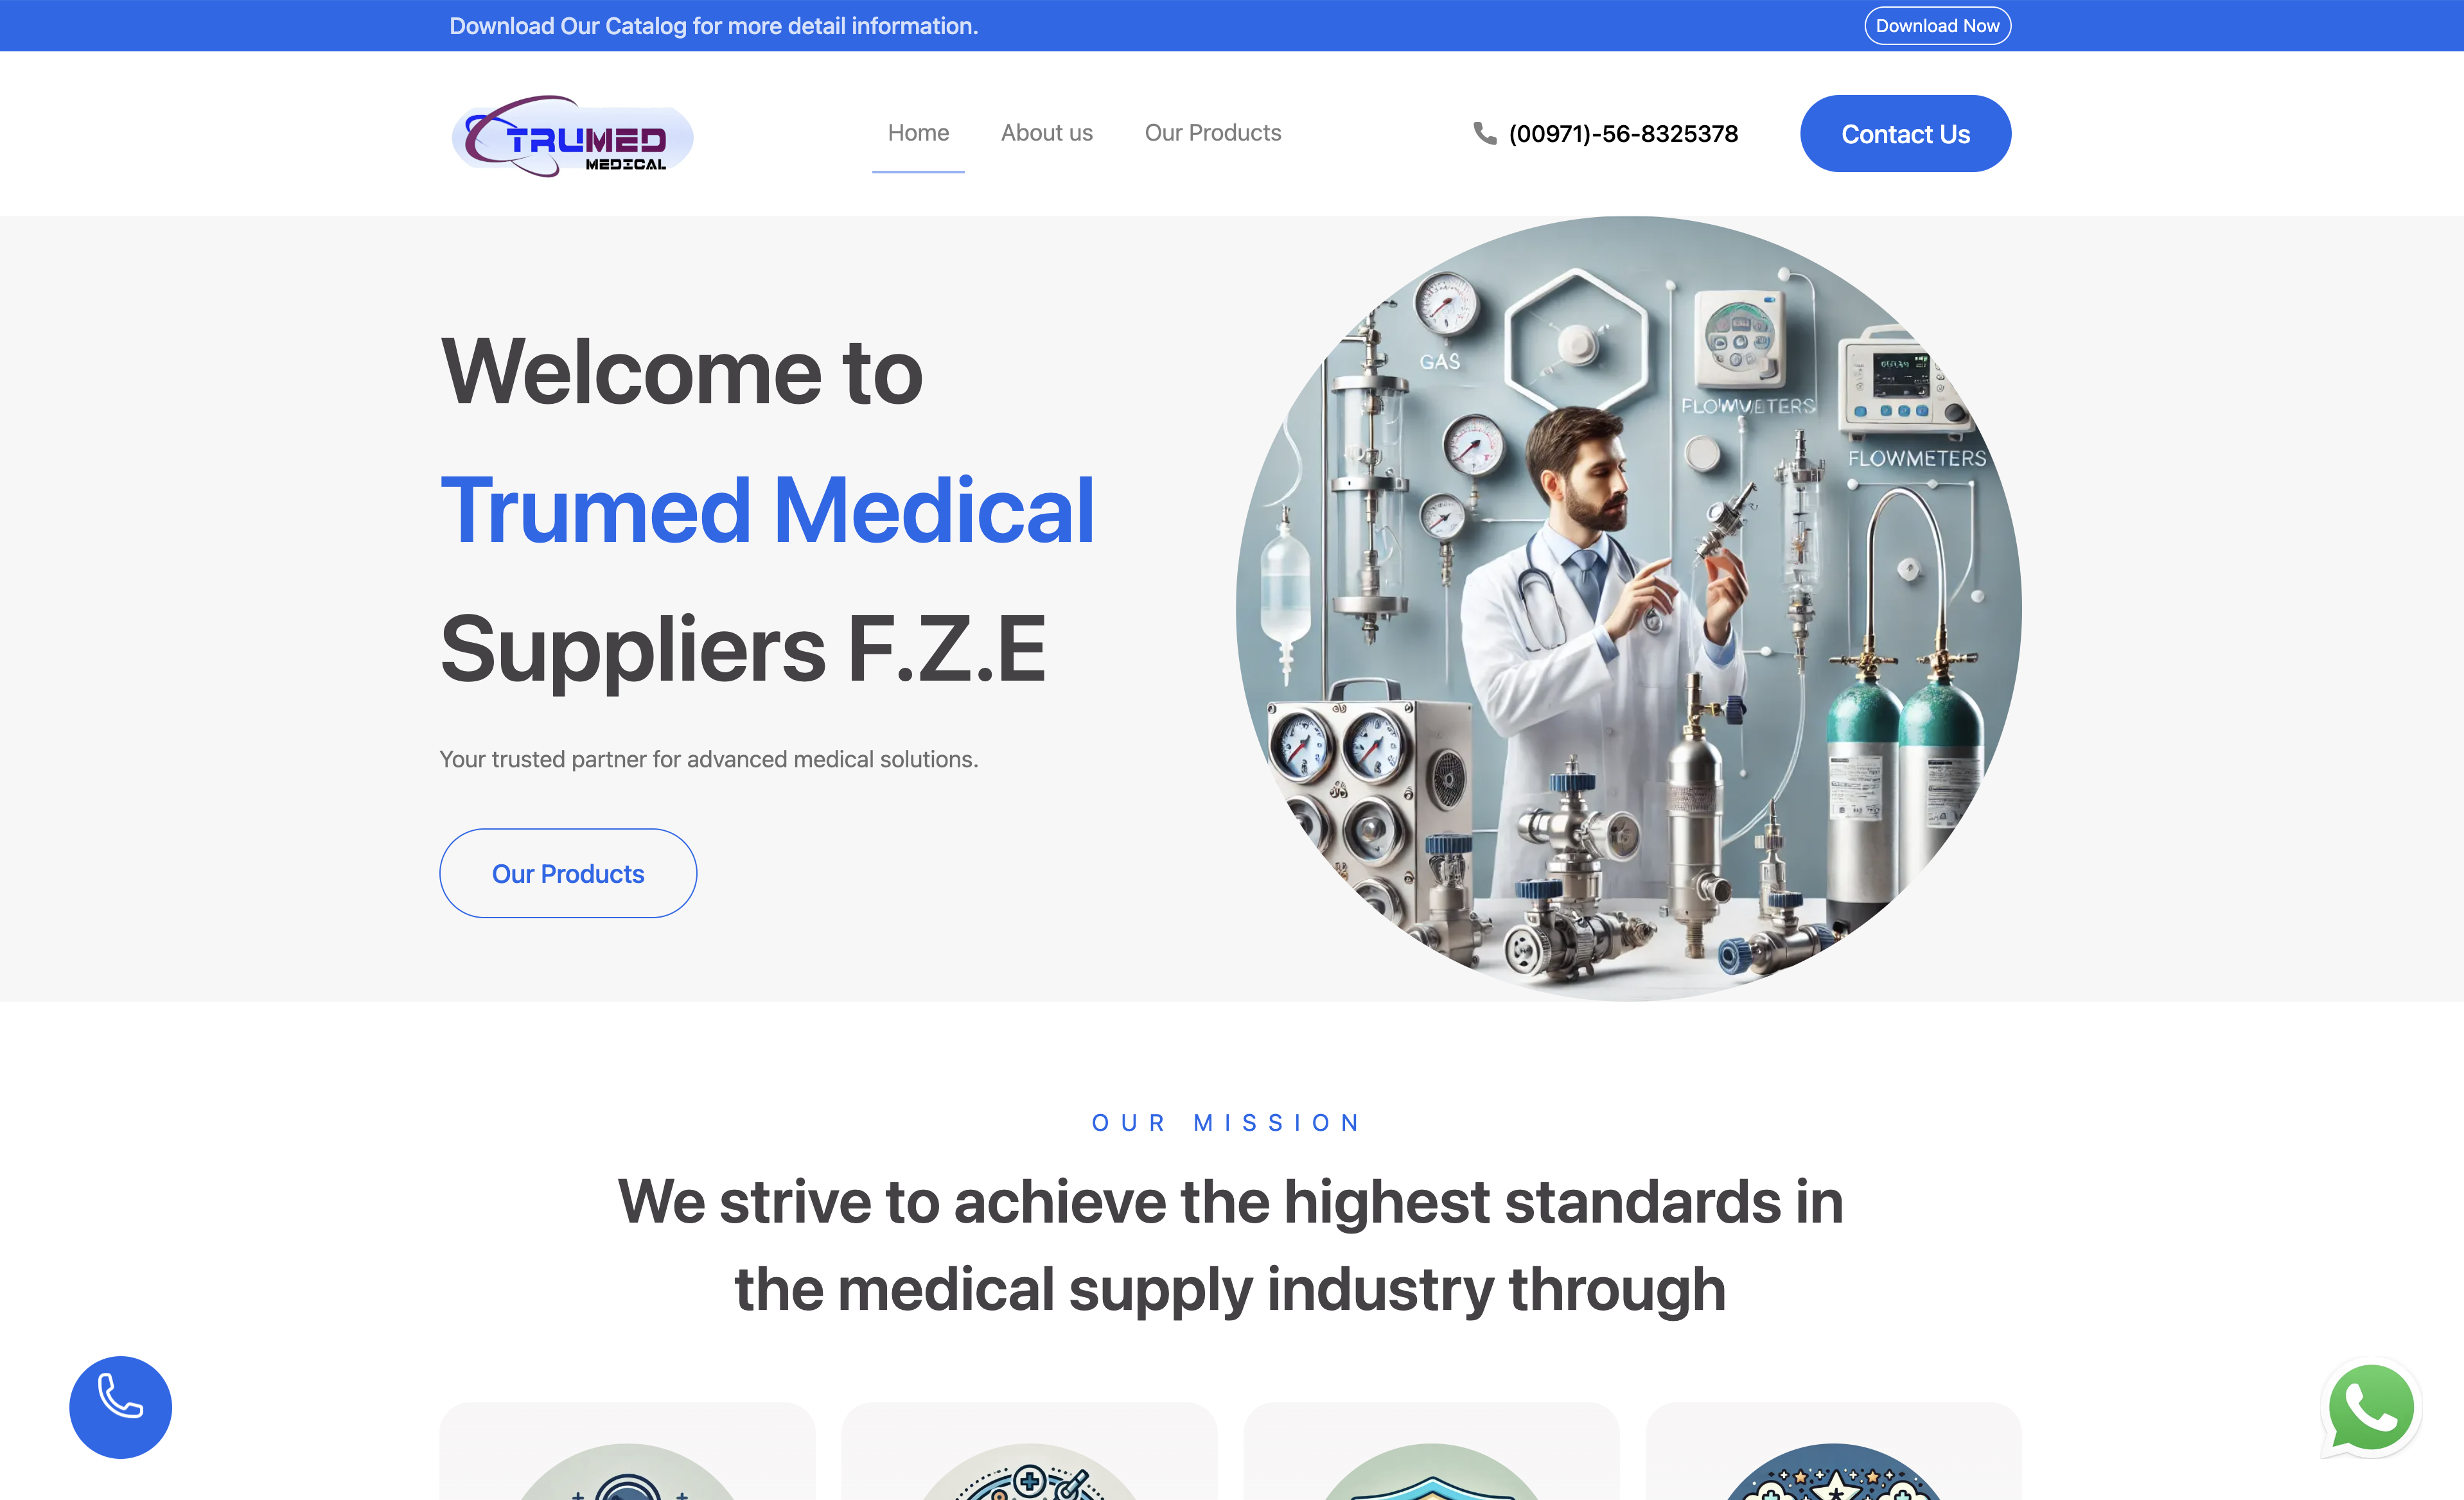 Download Our Catalog for more detail information.
Download Now
TRUMED
MEDICAL
Home
About us
Our Products
(00971)-56-8325378
Contact Us
Welcome to
Trumed Medical
Suppliers F.Z.E
Your trusted partner for advanced medical solutions.
Our Products
GAS
FLOWMETERS
OUR MISSION
We strive to achieve the highest standards in
the medical supply industry through